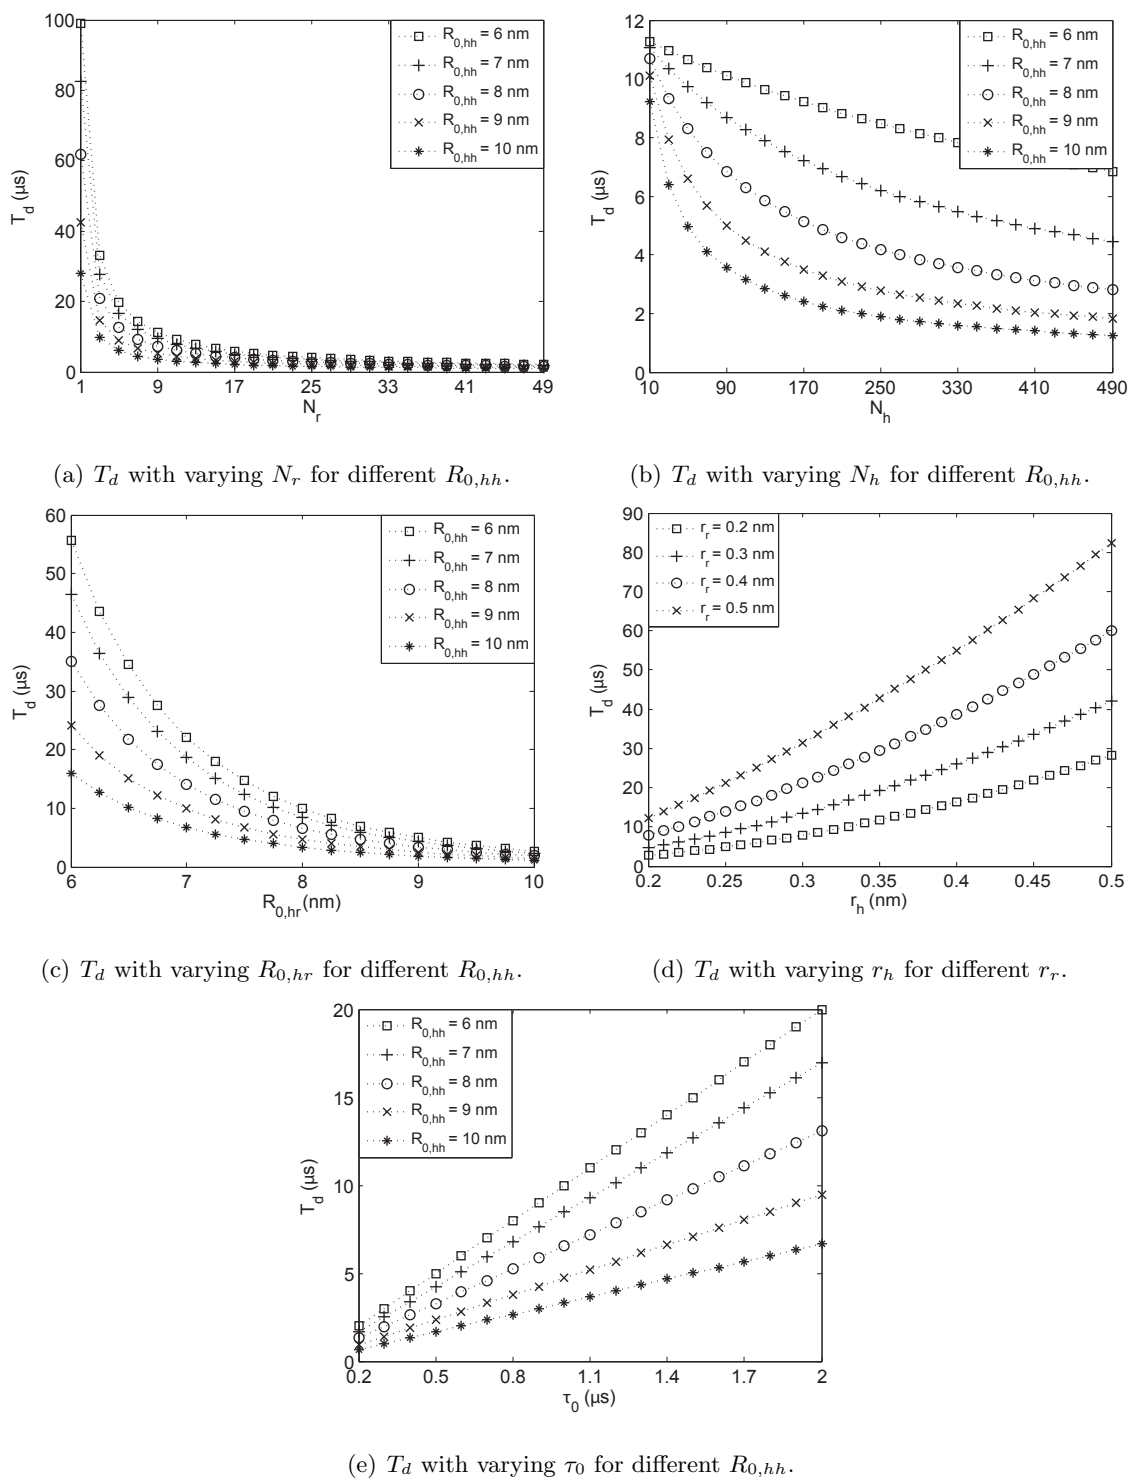 100
80
60
40
20
0
T_d (μs)
1 9 17 25 33 41 49
N_r
R_0,hh = 6 nm
R_0,hh = 7 nm
R_0,hh = 8 nm
R_0,hh = 9 nm
R_0,hh = 10 nm
(a) T_d with varying N_r for different R_0,hh.
12
10
8
6
4
2
0
T_d (μs)
10 90 170 250 330 410 490
N_h
R_0,hh = 6 nm
R_0,hh = 7 nm
R_0,hh = 8 nm
R_0,hh = 9 nm
R_0,hh = 10 nm
(b) T_d with varying N_h for different R_0,hh.
60
50
40
30
20
10
0
T_d (μs)
6 7 8 9 10
R_0,hr (nm)
R_0,hh = 6 nm
R_0,hh = 7 nm
R_0,hh = 8 nm
R_0,hh = 9 nm
R_0,hh = 10 nm
(c) T_d with varying R_0,hr for different R_0,hh.
90
80
70
60
50
40
30
20
10
0
T_d (μs)
0.2 0.25 0.3 0.35 0.4 0.45 0.5
r_h (nm)
r_r = 0.2 nm
r_r = 0.3 nm
r_r = 0.4 nm
r_r = 0.5 nm
(d) T_d with varying r_h for different r_r.
20
15
10
5
0
T_d (μs)
0.2 0.5 0.8 1.1 1.4 1.7 2
τ_0 (μs)
R_0,hh = 6 nm
R_0,hh = 7 nm
R_0,hh = 8 nm
R_0,hh = 9 nm
R_0,hh = 10 nm
(e) T_d with varying τ_0 for different R_0,hh.